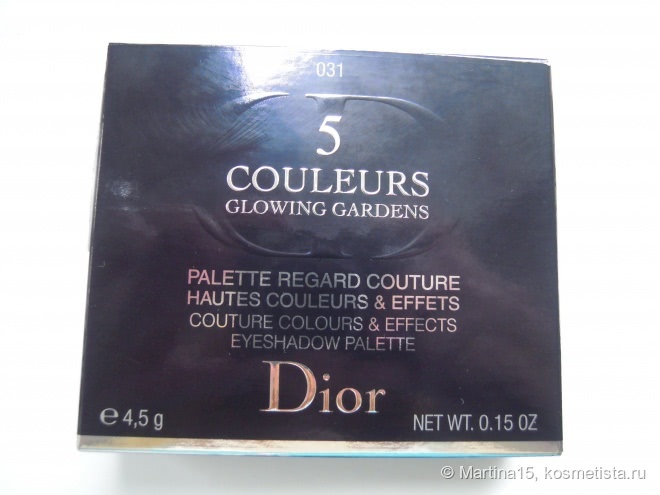 031
5
COULEURS
GLOWING GARDENS
PALETTE REGARD COUTURE
HAUTES COULEURS & EFFETS
COUTURE COLOURS & EFFECTS
EYESHADOW PALETTE
Dior
℮ 4,5 g NET WT. 0.15 OZ
© Martina15, kosmetista.ru